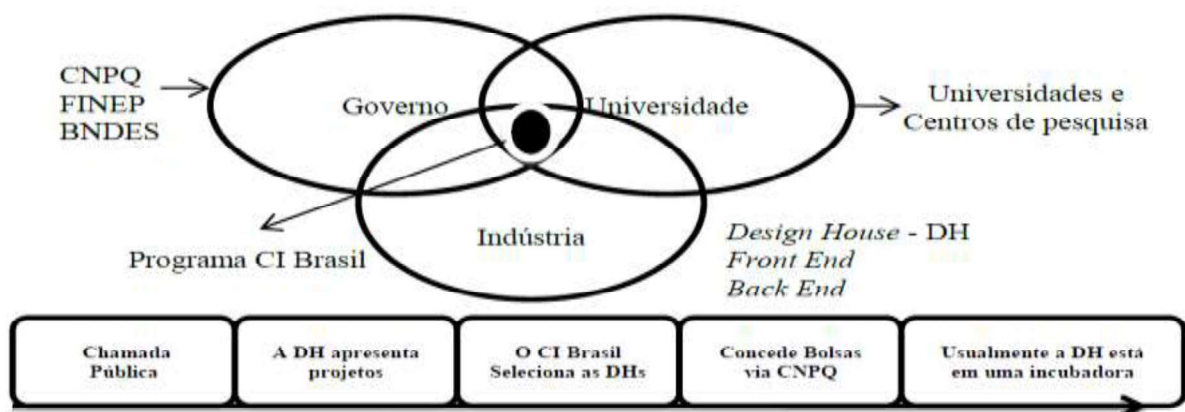 CNPQ
FINEP
BNDES
Governo
Universidade
Universidades e
Centros de pesquisa
Indústria
Programa CI Brasil
Design House - DH
Front End
Back End
Chamada
Pública
A DH apresenta
projetos
O CI Brasil
Seleciona as DHs
Concede Bolsas
via CNPQ
Usualmente a DH está
em uma incubadora